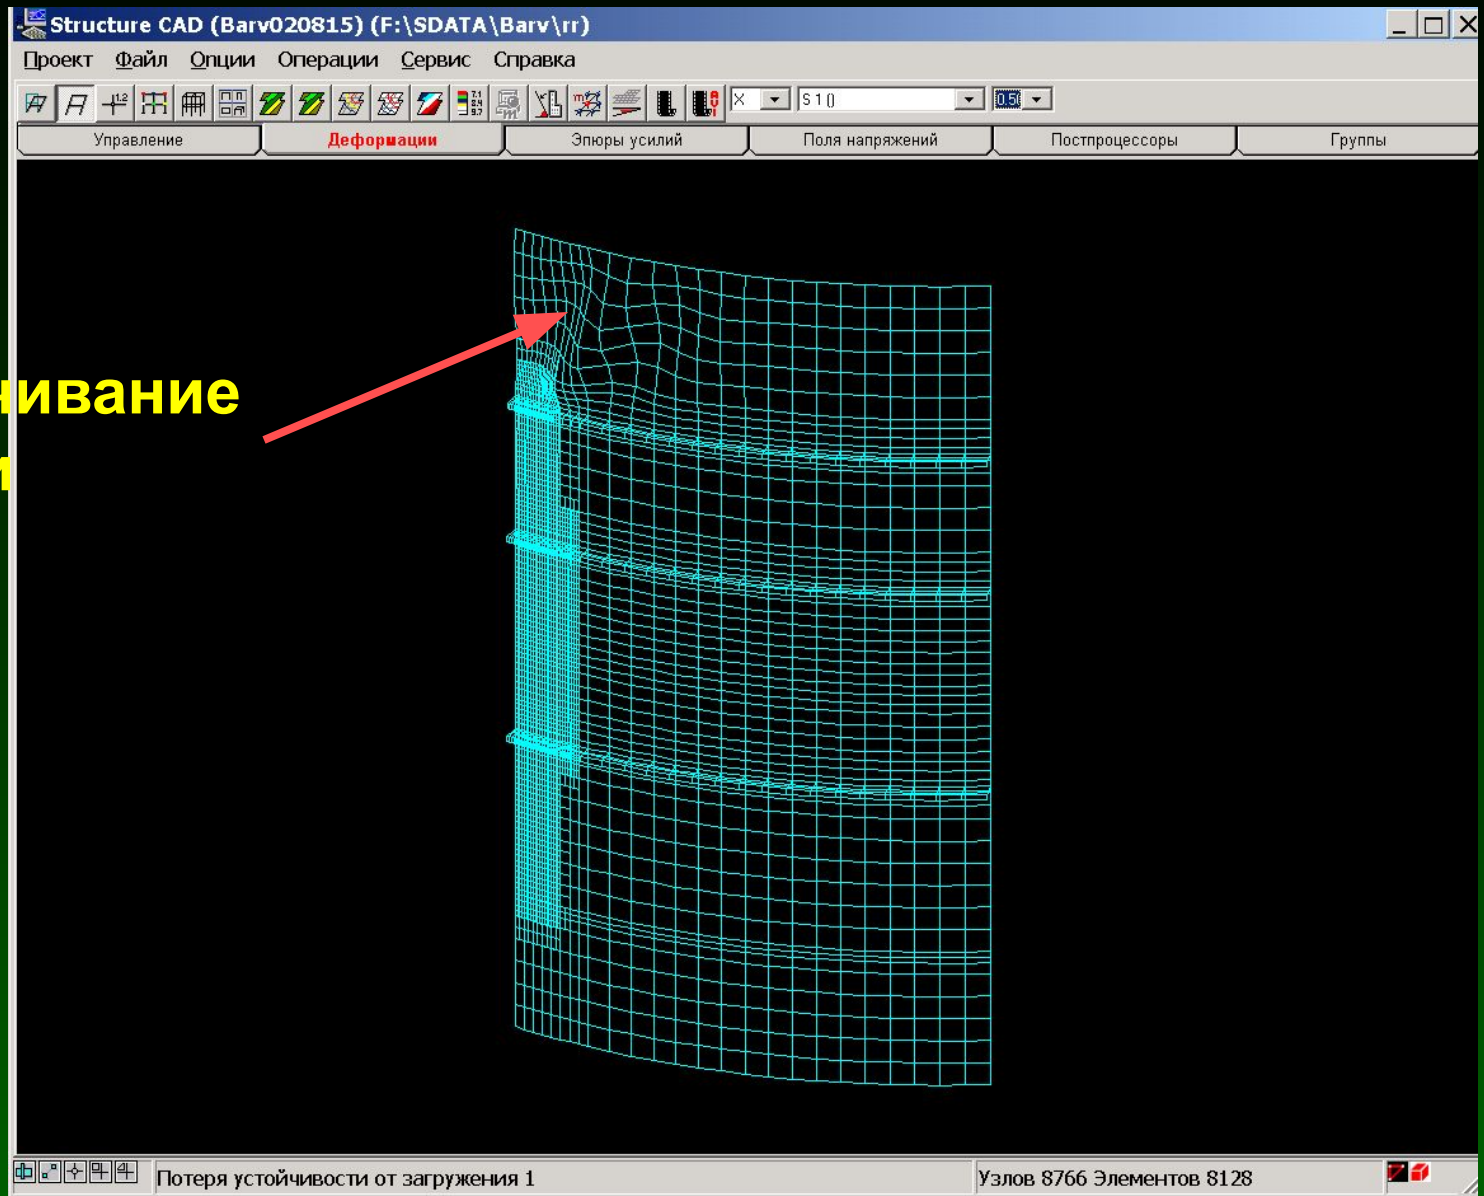 Structure CAD (Barv020815) (F:\SDATA\Barv\rr)
Проект Файл Опции Операции Сервис Справка
X S 1 () 0.5
Управление Деформации Эпюры усилий Поля напряжений Постпроцессоры Группы
ивание
Потеря устойчивости от загружения 1 Узлов 8766 Элементов 8128